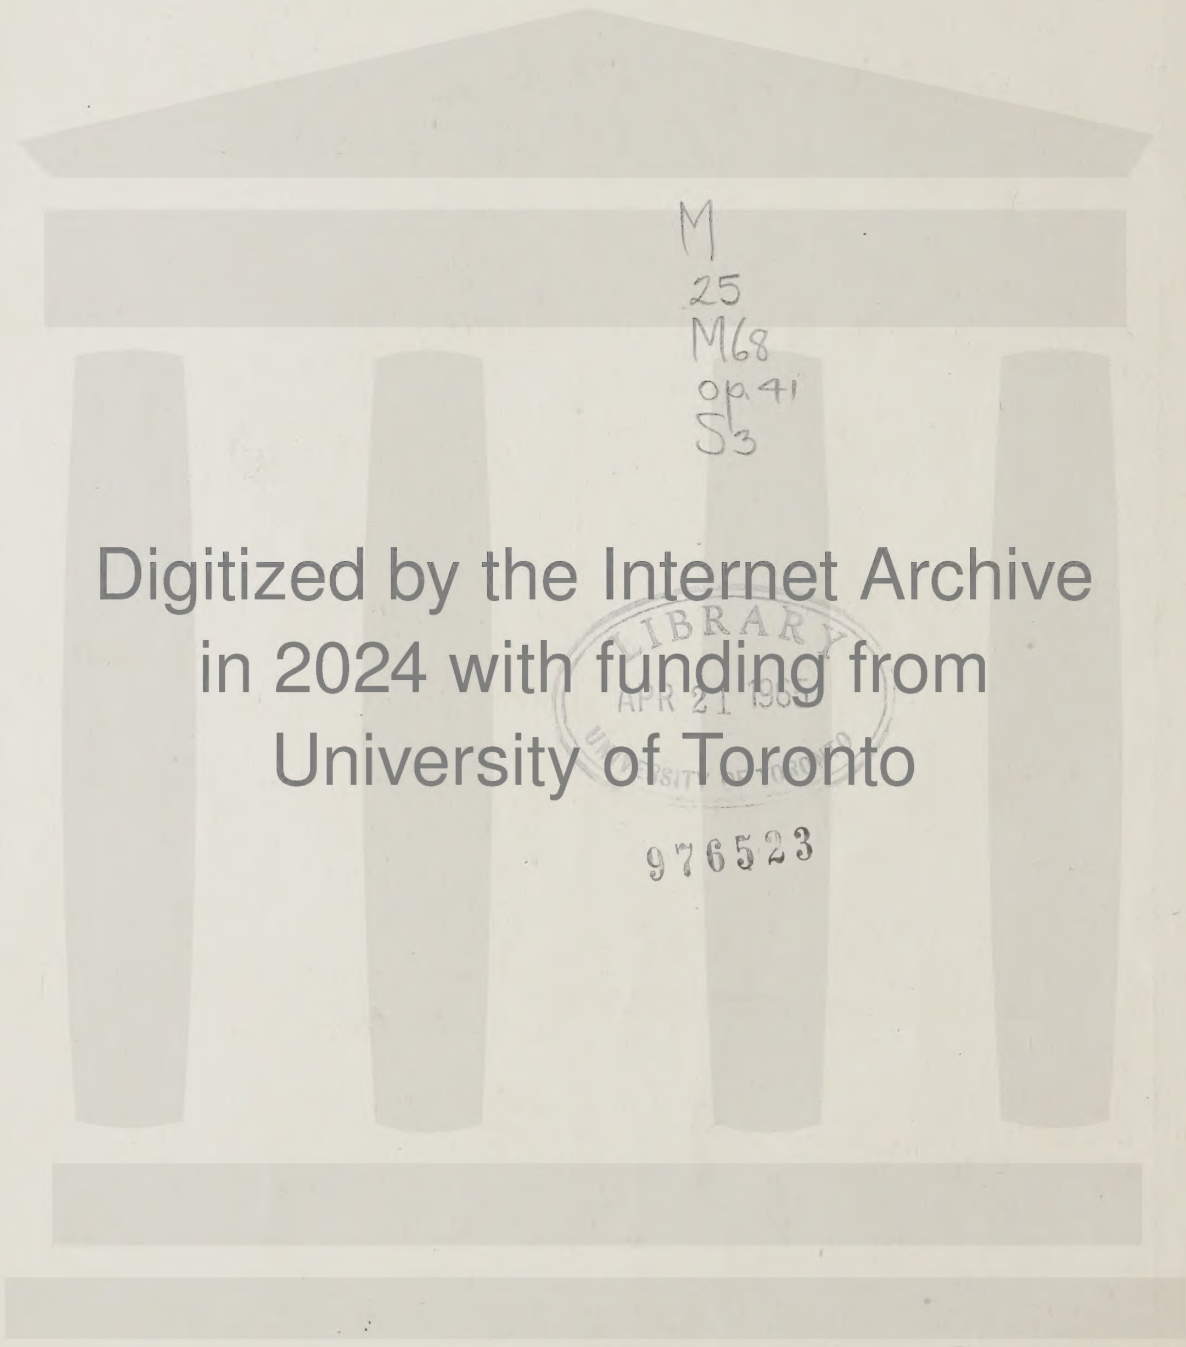 M
25
M68
op.41
S3
Digitized by the Internet Archive
in 2024 with funding from
University of Toronto
LIBRARY
APR 21 1965
UNIVERSITY OF TORONTO
976523